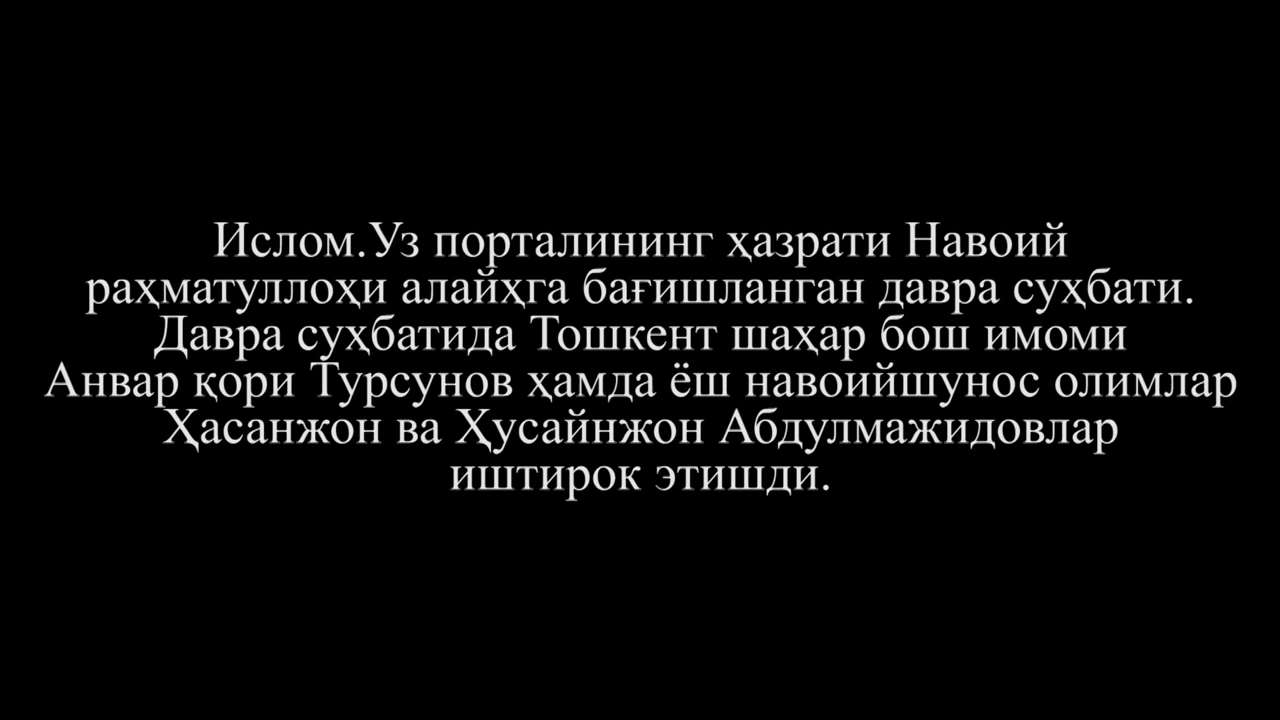 Ислом.Уз порталининг ҳазрати Навоий
раҳматуллоҳи алайҳга бағишланган давра суҳбати.
Давра суҳбатида Тошкент шаҳар бош имоми
Анвар қори Турсунов ҳамда ёш навоийшунос олимлар
Ҳасанжон ва Ҳусайнжон Абдулмажидовлар
иштирок этишди.